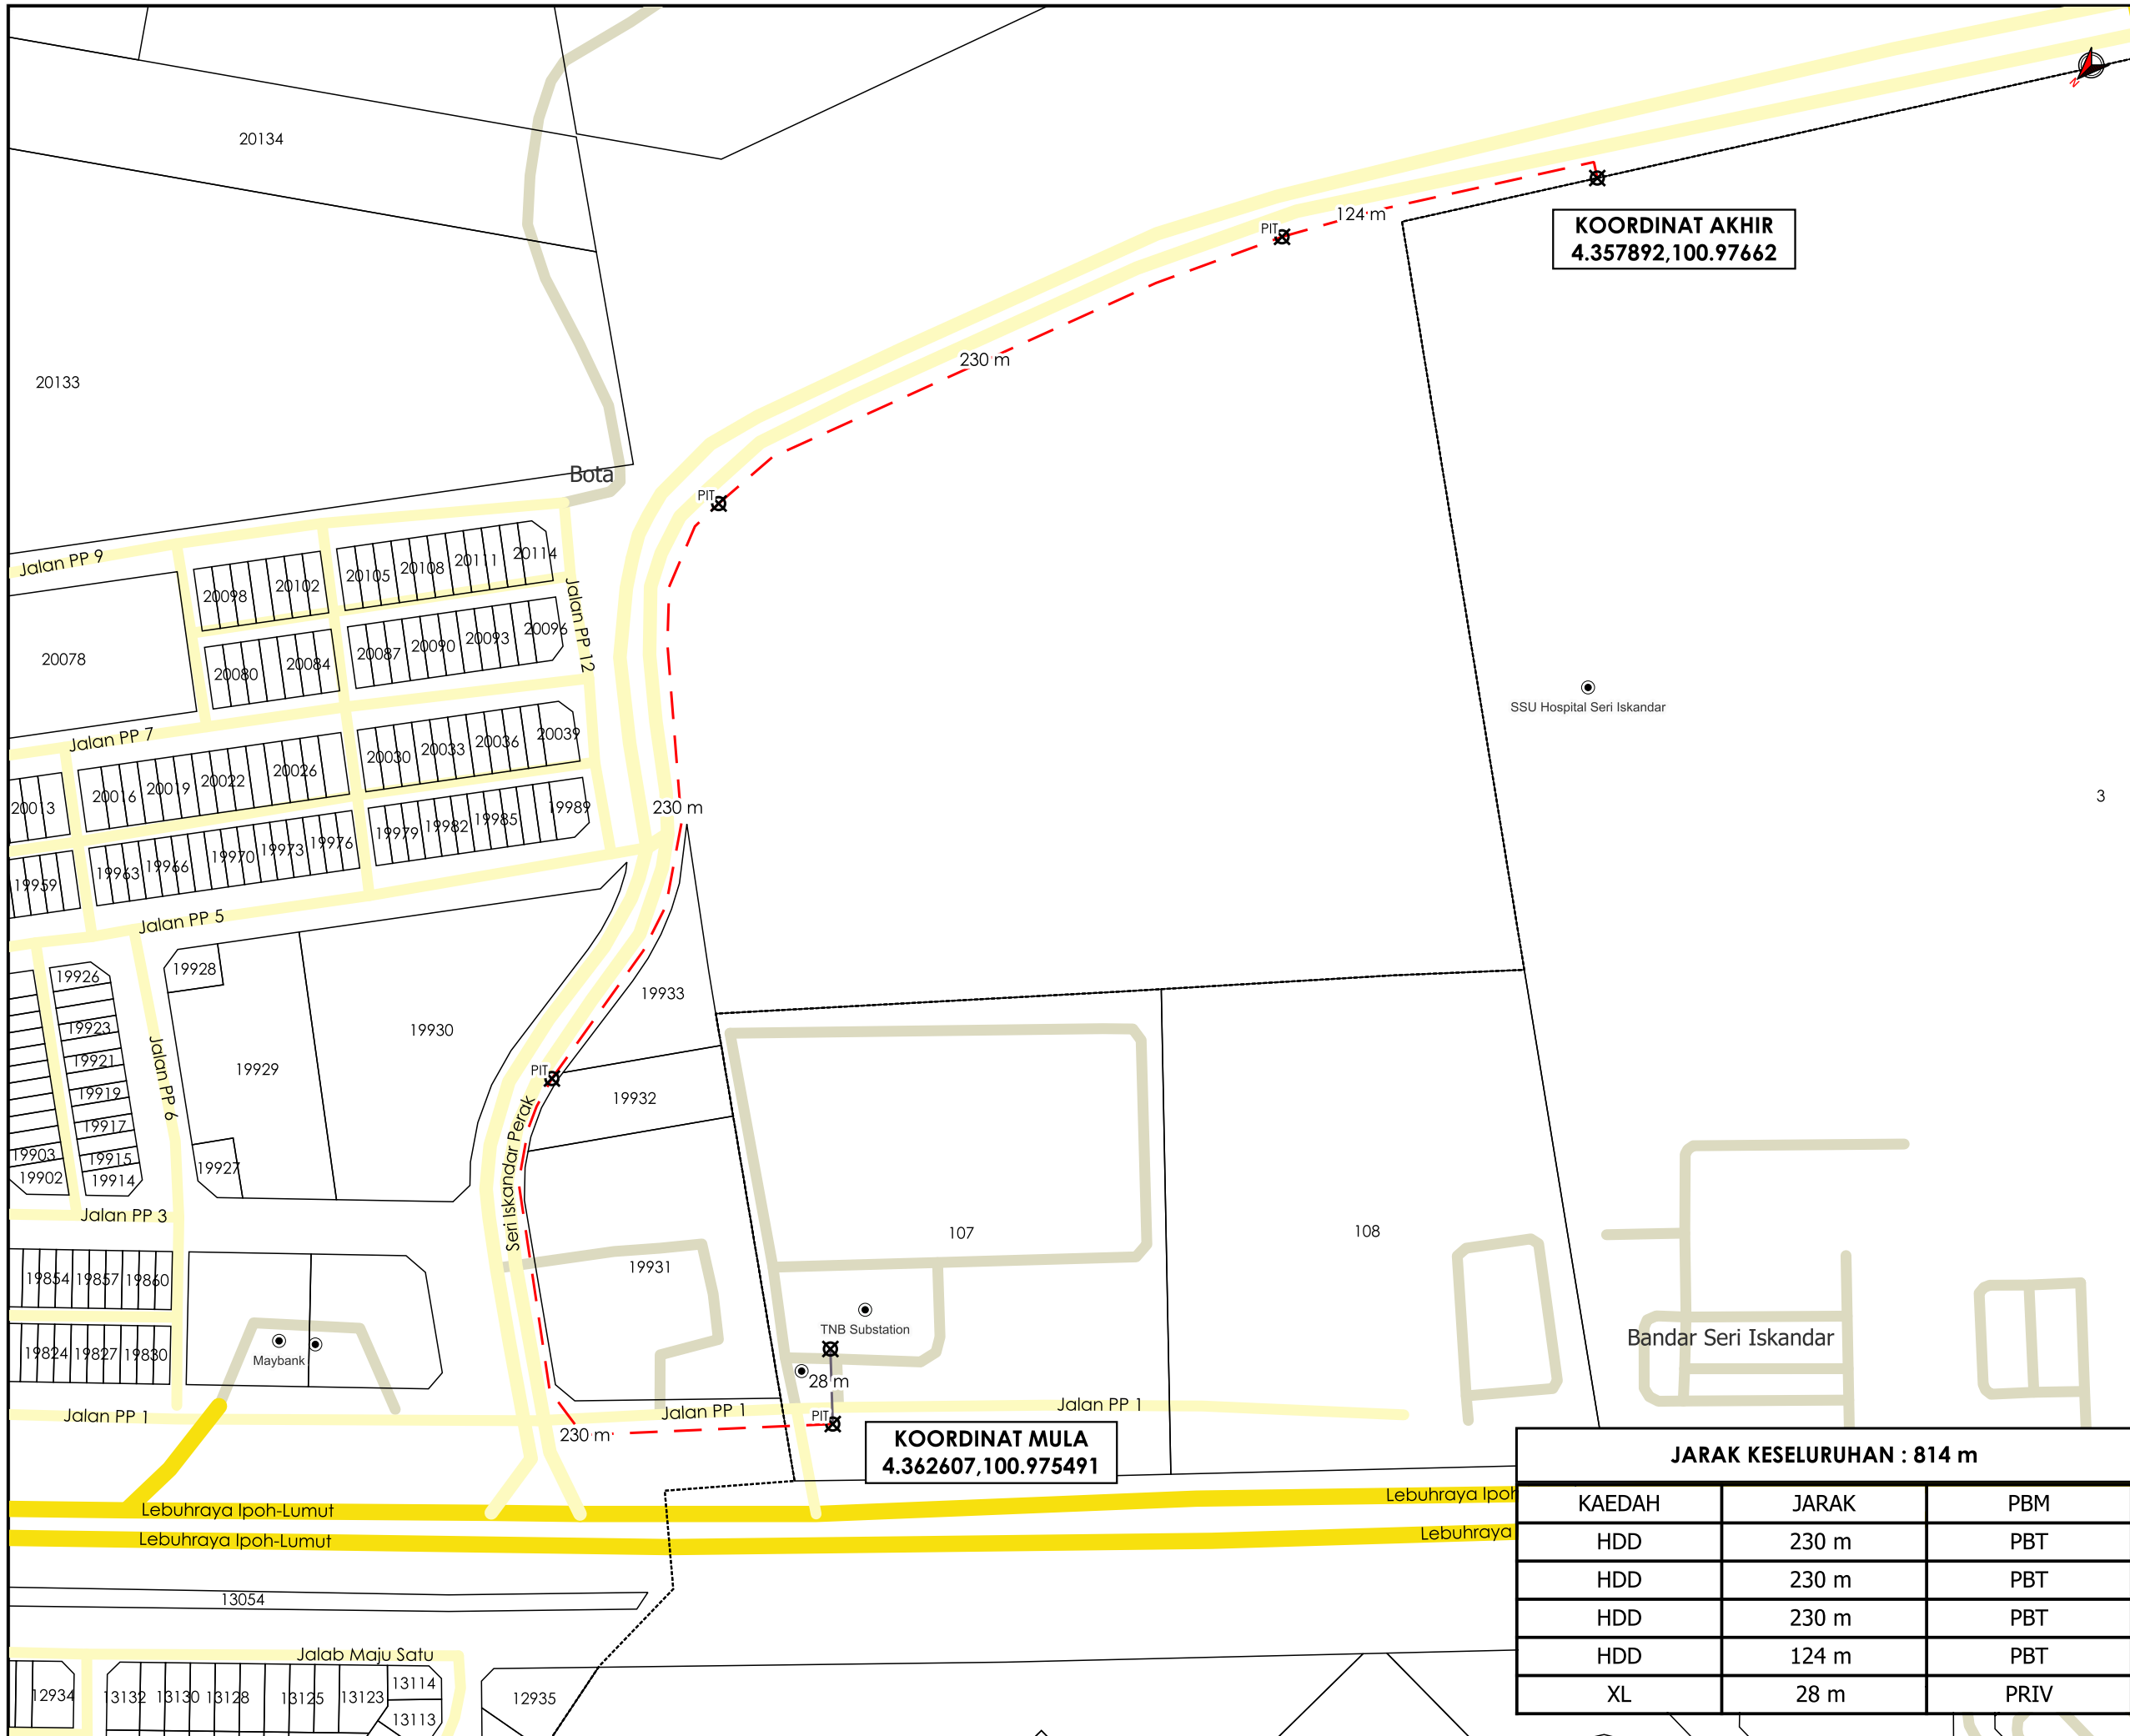 N
20134
124 m
PIT
KOORDINAT AKHIR
4.357892,100.97662
230 m
20133
Bota
PIT
Jalan PP 9
20098
20102
20105
20108
20111
20114
Jalan PP 12
20078
20080
20084
20087
20090
20093
20096
SSU Hospital Seri Iskandar
Jalan PP 7
20013
20016
20019
20022
20026
20030
20033
20036
20039
3
230 m
19959
19963
19966
19970
19973
19976
19979
19982
19985
19989
Jalan PP 5
19926
19928
19933
19923
19930
19921
Jalan PP 6
19929
PIT
19919
19932
19917
Seri Iskandar Perak
19903
19915
19927
19902
19914
Jalan PP 3
107
108
19931
19854
19857
19860
TNB Substation
Bandar Seri Iskandar
19824
19827
19830
Maybank
28 m
Jalan PP 1
Jalan PP 1
Jalan PP 1
PIT
230 m
KOORDINAT MULA
4.362607,100.975491
Lebuhraya Ipoh-Lumut
Lebuhraya Ipoh
Lebuhraya Ipoh-Lumut
Lebuhraya
13054
Jalab Maju Satu
12934
13132
13130
13128
13125
13123
13114
13113
12935
JARAK KESELURUHAN : 814 m
KAEDAH JARAK PBM
HDD 230 m PBT
HDD 230 m PBT
HDD 230 m PBT
HDD 124 m PBT
XL 28 m PRIV